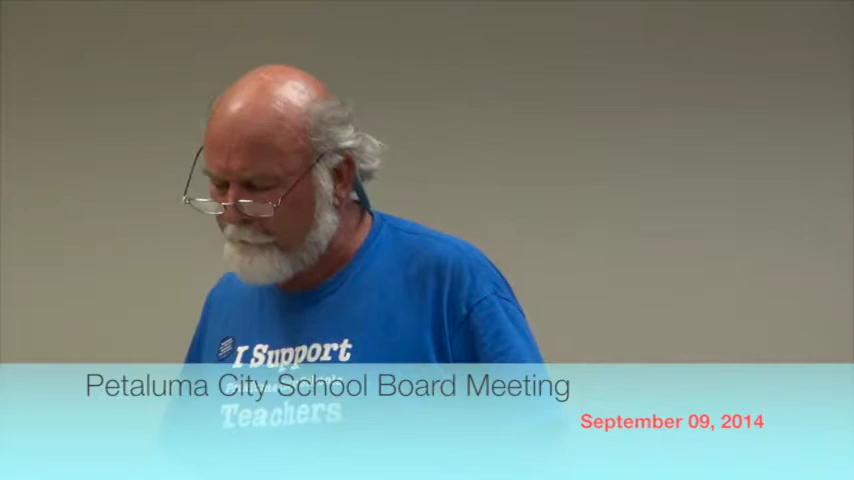 I Support
Teachers
Petaluma City School Board Meeting
September 09, 2014